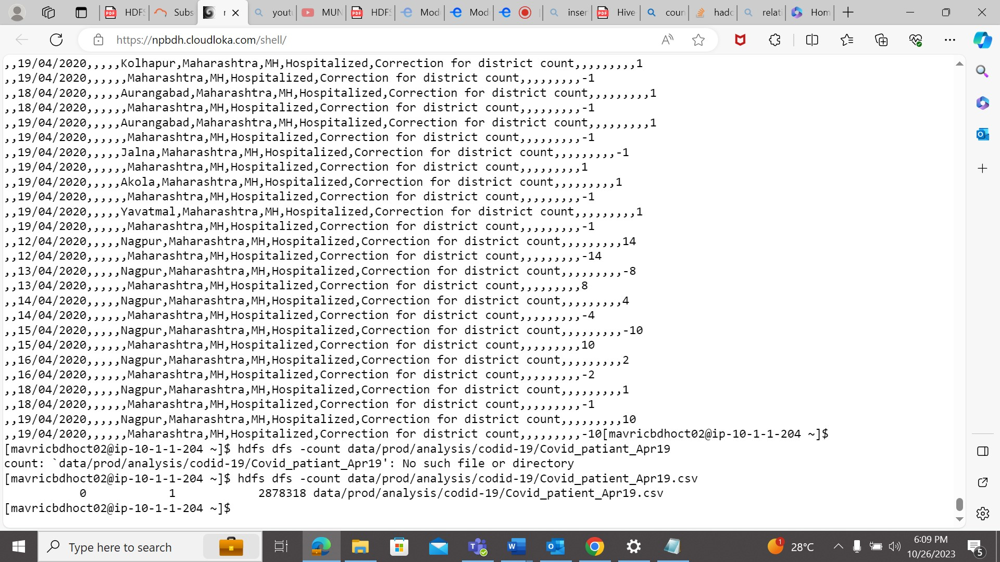 HDFS
Subs
r
yout
MUN
HDFS
Mod
Mod
inser
Hive
coun
hado
relati
Hom
https://npbdh.cloudloka.com/shell/
,,19/04/2020,,,,,Kolhapur,Maharashtra,MH,Hospitalized,Correction for district count,,,,,,,,,1
,,19/04/2020,,,,,,Maharashtra,MH,Hospitalized,Correction for district count,,,,,,,,,-1
,,18/04/2020,,,,,Aurangabad,Maharashtra,MH,Hospitalized,Correction for district count,,,,,,,,,1
,,18/04/2020,,,,,,Maharashtra,MH,Hospitalized,Correction for district count,,,,,,,,,-1
,,19/04/2020,,,,,Aurangabad,Maharashtra,MH,Hospitalized,Correction for district count,,,,,,,,,1
,,19/04/2020,,,,,,Maharashtra,MH,Hospitalized,Correction for district count,,,,,,,,,-1
,,19/04/2020,,,,,Jalna,Maharashtra,MH,Hospitalized,Correction for district count,,,,,,,,,-1
,,19/04/2020,,,,,,Maharashtra,MH,Hospitalized,Correction for district count,,,,,,,,,1
,,19/04/2020,,,,,Akola,Maharashtra,MH,Hospitalized,Correction for district count,,,,,,,,,1
,,19/04/2020,,,,,,Maharashtra,MH,Hospitalized,Correction for district count,,,,,,,,,-1
,,19/04/2020,,,,,Yavatmal,Maharashtra,MH,Hospitalized,Correction for district count,,,,,,,,,1
,,19/04/2020,,,,,,Maharashtra,MH,Hospitalized,Correction for district count,,,,,,,,,-1
,,12/04/2020,,,,,Nagpur,Maharashtra,MH,Hospitalized,Correction for district count,,,,,,,,,14
,,12/04/2020,,,,,,Maharashtra,MH,Hospitalized,Correction for district count,,,,,,,,,-14
,,13/04/2020,,,,,Nagpur,Maharashtra,MH,Hospitalized,Correction for district count,,,,,,,,,-8
,,13/04/2020,,,,,,Maharashtra,MH,Hospitalized,Correction for district count,,,,,,,,,8
,,14/04/2020,,,,,Nagpur,Maharashtra,MH,Hospitalized,Correction for district count,,,,,,,,,4
,,14/04/2020,,,,,,Maharashtra,MH,Hospitalized,Correction for district count,,,,,,,,,-4
,,15/04/2020,,,,,Nagpur,Maharashtra,MH,Hospitalized,Correction for district count,,,,,,,,,-10
,,15/04/2020,,,,,,Maharashtra,MH,Hospitalized,Correction for district count,,,,,,,,,10
,,16/04/2020,,,,,Nagpur,Maharashtra,MH,Hospitalized,Correction for district count,,,,,,,,,2
,,16/04/2020,,,,,,Maharashtra,MH,Hospitalized,Correction for district count,,,,,,,,,-2
,,18/04/2020,,,,,Nagpur,Maharashtra,MH,Hospitalized,Correction for district count,,,,,,,,,1
,,18/04/2020,,,,,,Maharashtra,MH,Hospitalized,Correction for district count,,,,,,,,,-1
,,19/04/2020,,,,,Nagpur,Maharashtra,MH,Hospitalized,Correction for district count,,,,,,,,,10
,,19/04/2020,,,,,,Maharashtra,MH,Hospitalized,Correction for district count,,,,,,,,,-10[mavricbdhoct02@ip-10-1-1-204 ~]$
[mavricbdhoct02@ip-10-1-1-204 ~]$ hdfs dfs -count data/prod/analysis/codid-19/Covid_patiant_Apr19
count: `data/prod/analysis/codid-19/Covid_patiant_Apr19': No such file or directory
[mavricbdhoct02@ip-10-1-1-204 ~]$ hdfs dfs -count data/prod/analysis/codid-19/Covid_patient_Apr19.csv
0 1 2878318 data/prod/analysis/codid-19/Covid_patient_Apr19.csv
[mavricbdhoct02@ip-10-1-1-204 ~]$
Type here to search
1
28°C
6:09 PM
10/26/2023
5